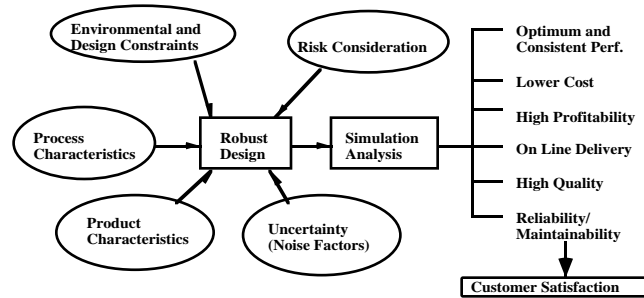 Environmental and
Design Constraints
Risk Consideration
Process
Characteristics
Robust
Design
Simulation
Analysis
Product
Characteristics
Uncertainty
(Noise Factors)
Optimum and
Consistent Perf.
Lower Cost
High Profitability
On Line Delivery
High Quality
Reliability/
Maintainability
Customer Satisfaction